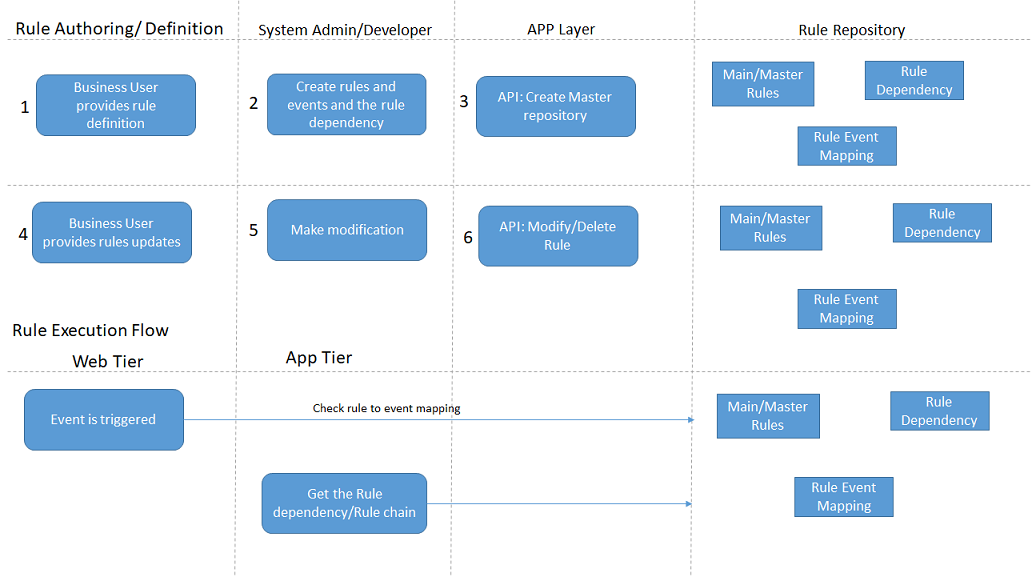 Rule Authoring/ Definition
System Admin/Developer
APP Layer
Rule Repository
1
Business User
provides rule
definition
2
Create rules and
events and the rule
dependency
3
API: Create Master
repository
Main/Master
Rules
Rule
Dependency
Rule Event
Mapping
4
Business User
provides rules updates
5
Make modification
6
API: Modify/Delete
Rule
Main/Master
Rules
Rule
Dependency
Rule Event
Mapping
Rule Execution Flow
Web Tier
App Tier
Event is triggered
Check rule to event mapping
Main/Master
Rules
Rule
Dependency
Get the Rule
dependency/Rule chain
Rule Event
Mapping